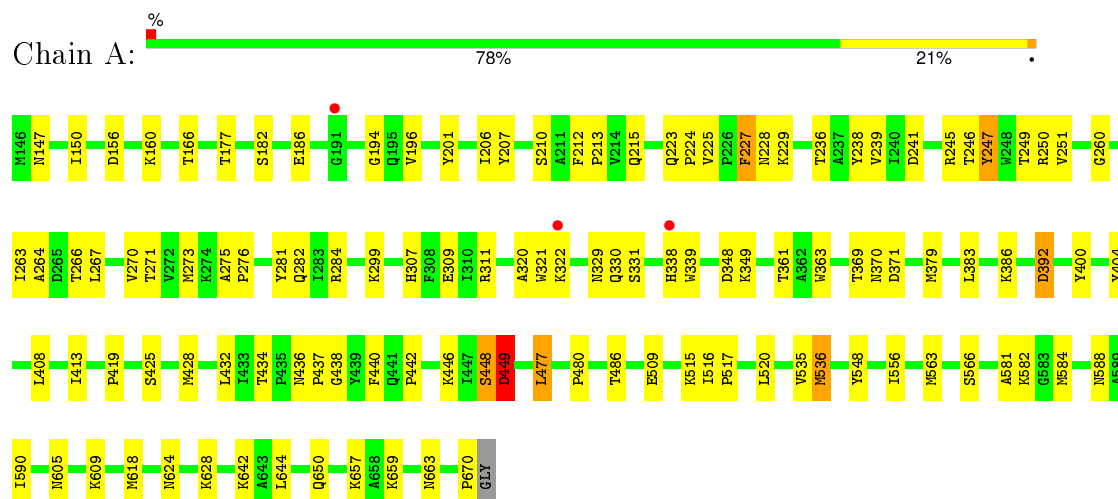 %
Chain A:
78%
21%
•
M146 N147 I150 D156 K160 T166 T177 S182 E186 G191 G194 Q195 V196 Y201 I206 Y207 S210 A211 F212 P213 V214 Q215 Q223 P224 V225 P226 F227 N228 K229 T236 A237 Y238 V239 I240 D241 R245 T246 Y247 W248 T249 R250 V251 G260
I263 A264 D265 T266 L267 V270 T271 V272 M273 K274 A275 P276 Y281 Q282 I283 R284 K299 H307 F308 E309 I310 R311 A320 W321 K322 N329 Q330 S331 H338 W339 D348 K349 T361 A362 W363 T369 N370 D371 M379 L383 K386 D392 Y400
L408 I413 P419 S425 M428 L432 I433 T434 P435 N436 P437 G438 Y439 F440 Q441 P442 K446 I447 S448 D449 L477 P480 T486 E509 K515 I516 P517 L520 V535 M536 Y548 I556 M563 S566 A581 K582 G583 M584 N588
I590 N605 K609 M618 N624 K628 K642 A643 L644 Q650 K657 A658 K659 N663 P670 GLY